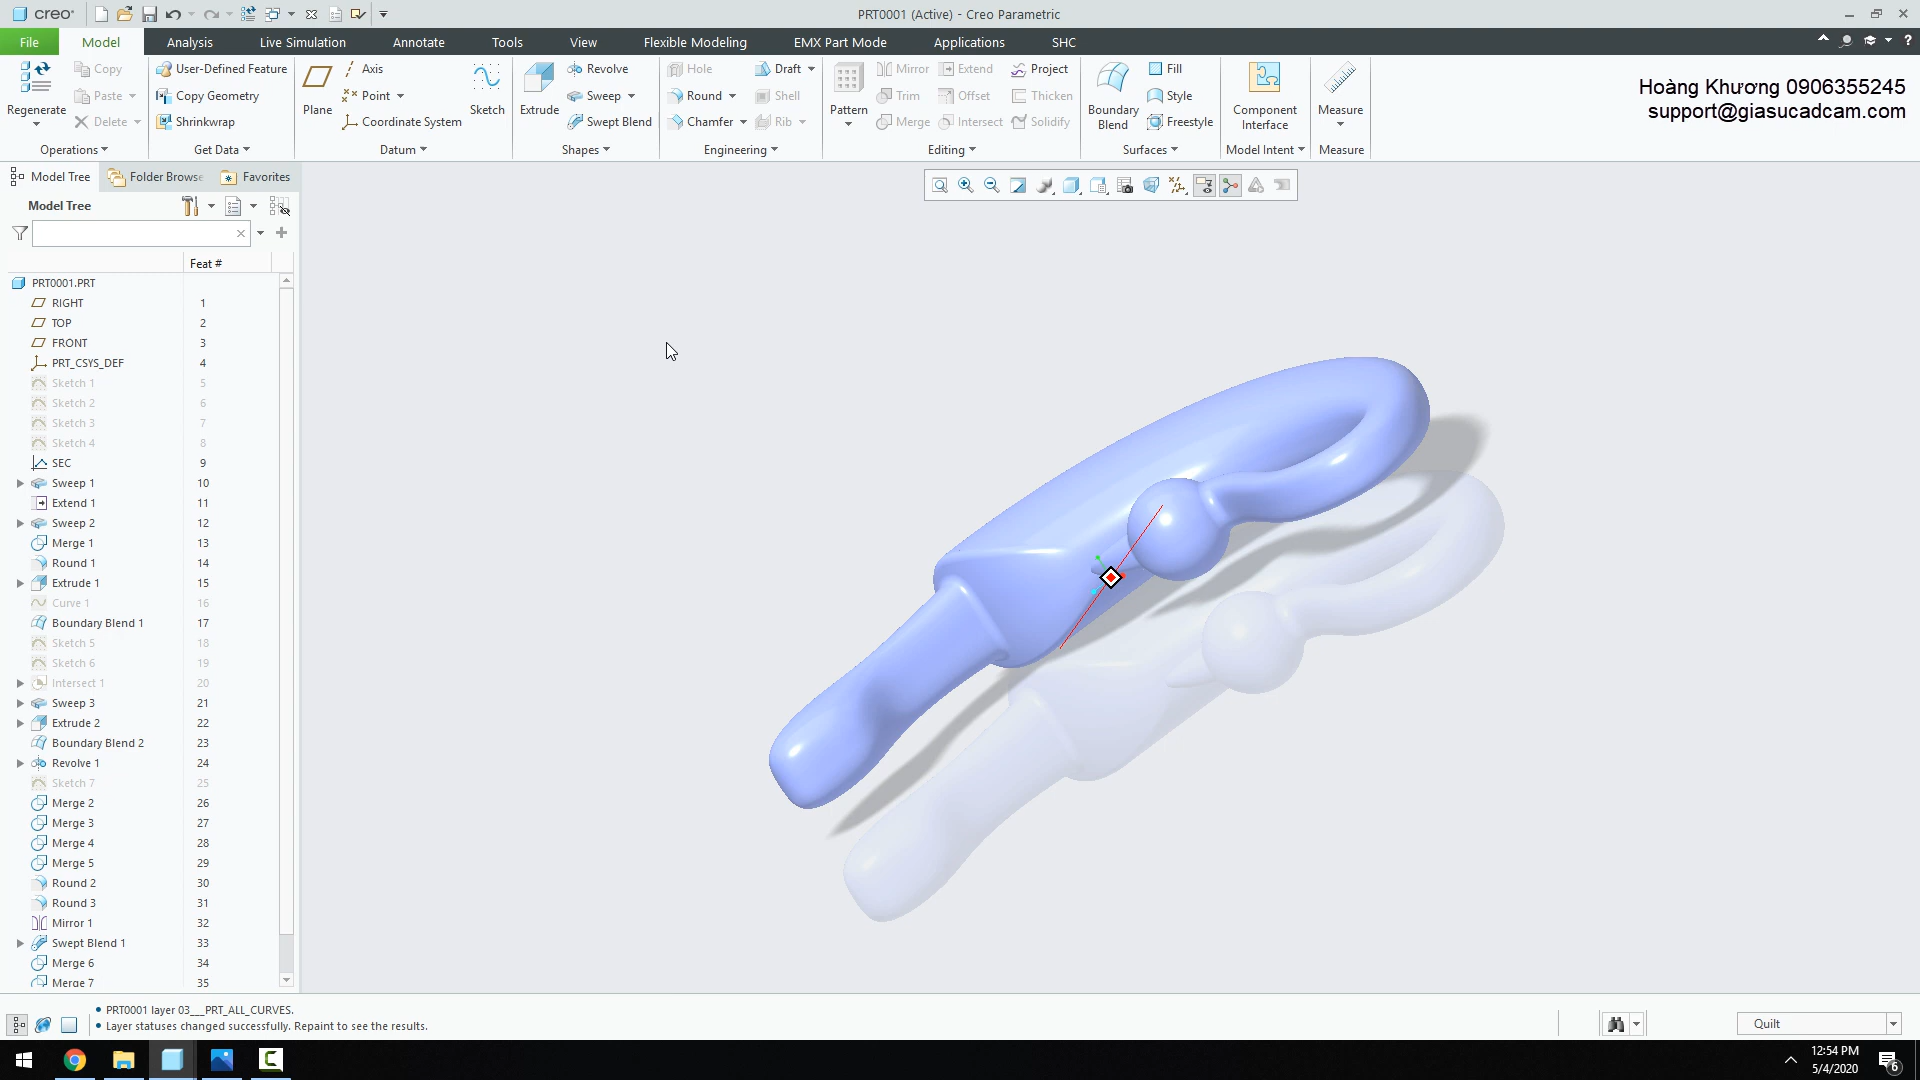 creo
PRT0001 (Active) - Creo Parametric
File Model Analysis Live Simulation Annotate Tools View Flexible Modeling EMX Part Mode Applications SHC
Regenerate
Copy
Paste
Delete
Operations
User-Defined Feature
Copy Geometry
Shrinkwrap
Get Data
Plane
Axis
Point
Coordinate System
Sketch
Datum
Extrude
Revolve
Sweep
Swept Blend
Shapes
Hole
Draft
Round
Shell
Chamfer
Rib
Engineering
Pattern
Mirror
Extend
Project
Trim
Offset
Thicken
Merge
Intersect
Solidify
Editing
Boundary
Blend
Fill
Style
Freestyle
Surfaces
Component
Interface
Model Intent
Measure
Measure
Hoàng Khương 0906355245
support@giasucadcam.com
Model Tree Folder Browse Favorites
Model Tree
Feat #
PRT0001.PRT
RIGHT 1
TOP 2
FRONT 3
PRT_CSYS_DEF 4
Sketch 1 5
Sketch 2 6
Sketch 3 7
Sketch 4 8
SEC 9
Sweep 1 10
Extend 1 11
Sweep 2 12
Merge 1 13
Round 1 14
Extrude 1 15
Curve 1 16
Boundary Blend 1 17
Sketch 5 18
Sketch 6 19
Intersect 1 20
Sweep 3 21
Extrude 2 22
Boundary Blend 2 23
Revolve 1 24
Sketch 7 25
Merge 2 26
Merge 3 27
Merge 4 28
Merge 5 29
Round 2 30
Round 3 31
Mirror 1 32
Swept Blend 1 33
Merge 6 34
Merge 7 35
• PRT0001 layer 03___PRT_ALL_CURVES.
• Layer statuses changed successfully. Repaint to see the results.
Quilt
12:54 PM
5/4/2020
6